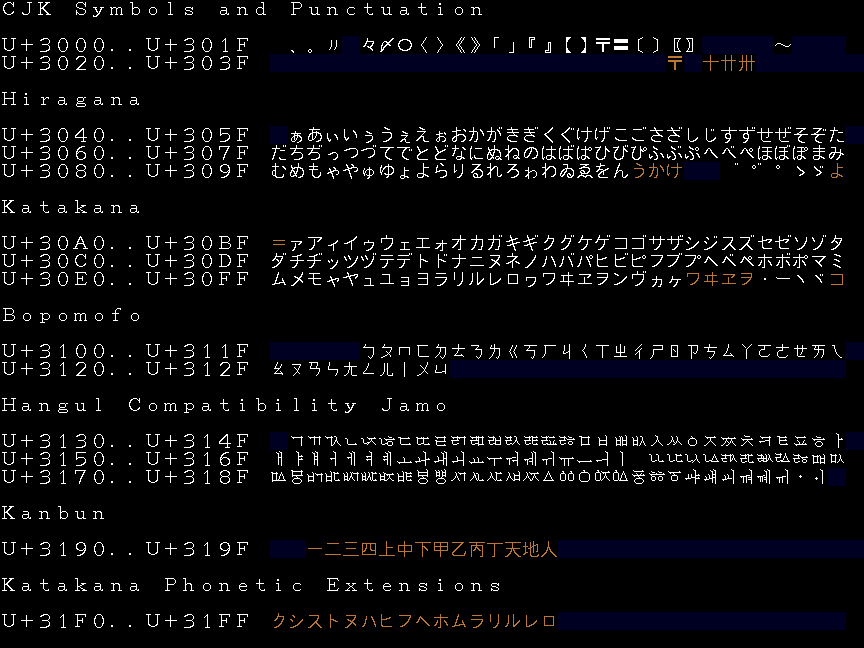 CJK Symbols and Punctuation
U+3000..U+301F 、。〃 々〆〇〈〉《》「」『』【】〒〓〔〕〖〗 〜
U+3020..U+303F 〒 〸〹〺
Hiragana
U+3040..U+305F ぁあぃいぅうぇえぉおかがきぎくぐけげこごさざしじすずせぜそぞた
U+3060..U+307F だちぢっつづてでとどなにぬねのはばぱひびぴふぶぷへべぺほぼぽまみ
U+3080..U+309F むめもゃやゅゆょよらりるれろゎわゐゑをんゔゕゖ ゛゜ゝゞゟ
Katakana
U+30A0..U+30BF ゠ァアィイゥウェエォオカガキギクグケゲコゴサザシジスズセゼソゾタ
U+30C0..U+30DF ダチヂッツヅテデトドナニヌネノハバパヒビピフブプヘベペホボポマミ
U+30E0..U+30FF ムメモャヤュユョヨラリルレロヮワヰヱヲンヴヵヶヷヸヹヺ・ーヽヾヿ
Bopomofo
U+3100..U+311F ㄅㄆㄇㄈㄉㄊㄋㄌㄍㄎㄏㄐㄑㄒㄓㄔㄕㄖㄗㄘㄙㄚㄛㄜㄝㄞㄟ
U+3120..U+312F ㄠㄡㄢㄣㄤㄥㄦㄧㄨㄩ
Hangul Compatibility Jamo
U+3130..U+314F ㄱㄲㄳㄴㄵㄶㄷㄸㄹㄺㄻㄼㄽㄾㄿㅀㅁㅂㅃㅄㅅㅆㅇㅈㅉㅊㅋㅌㅍㅎㅏ
U+3150..U+316F ㅐㅑㅒㅓㅔㅕㅖㅗㅘㅙㅚㅛㅜㅝㅞㅟㅠㅡㅢㅣ ㅥㅦㅧㅨㅩㅪㅫㅬㅭㅮㅯ
U+3170..U+318F ㅰㅱㅲㅳㅴㅵㅶㅷㅸㅹㅺㅻㅼㅽㅾㅿㆀㆁㆂㆃㆄㆅㆆㆇㆈㆉㆊㆋㆌㆍㆎ
Kanbun
U+3190..U+319F ㆒㆓㆔㆕㆖㆗㆘㆙㆚㆛㆜㆝㆞㆟
Katakana Phonetic Extensions
U+31F0..U+31FF ㇰㇱㇲㇳㇴㇵㇶㇷㇸㇹㇺㇻㇼㇽㇾㇿ